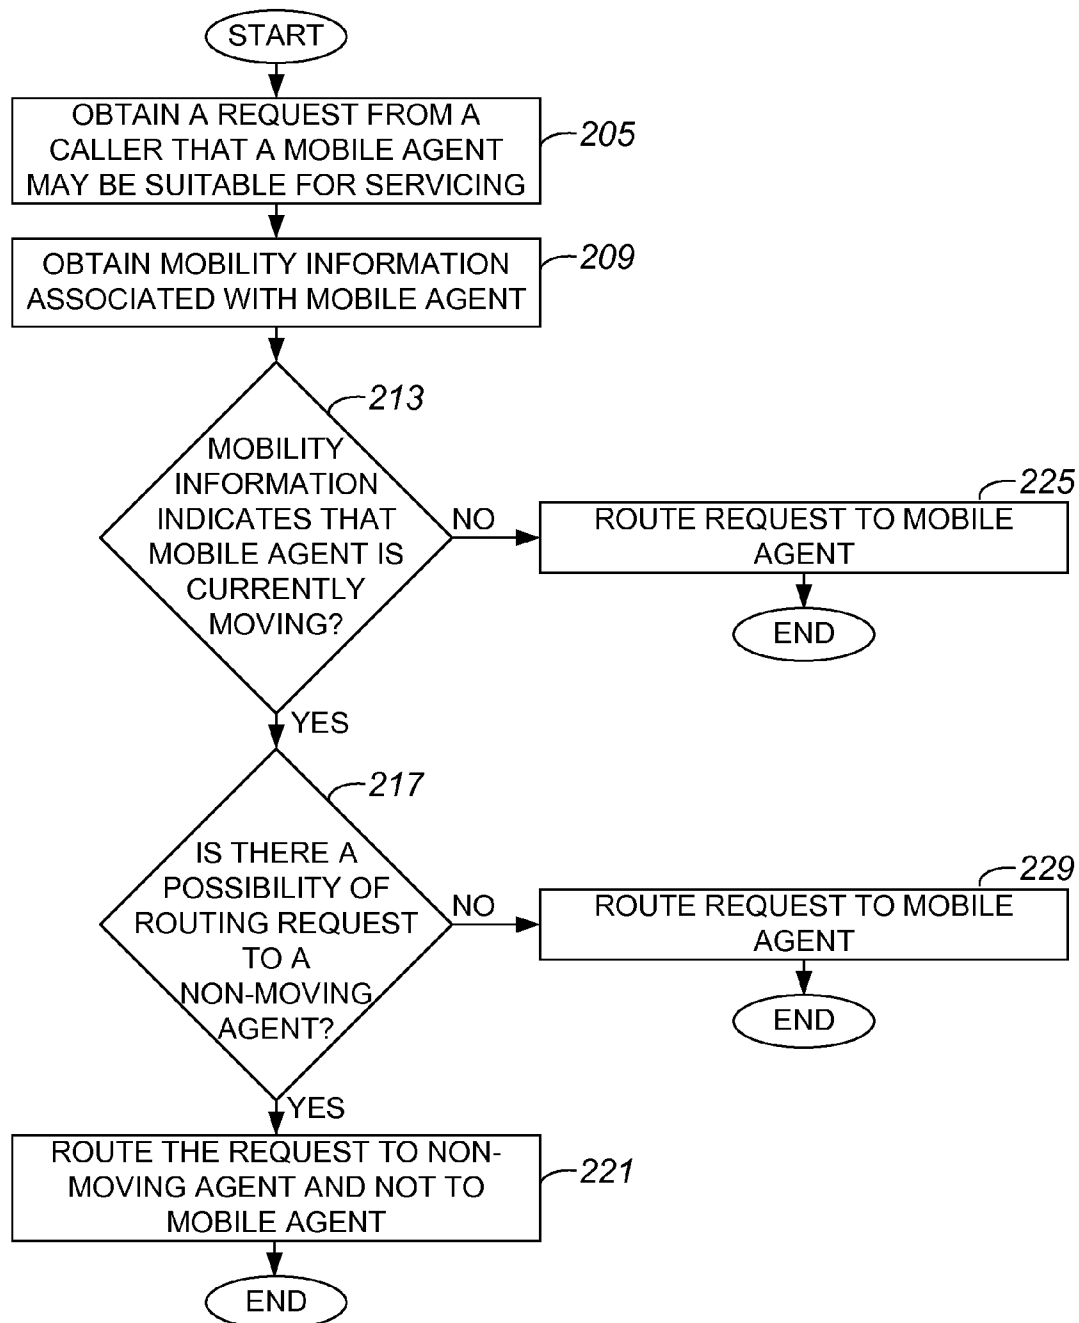 START
OBTAIN A REQUEST FROM A
CALLER THAT A MOBILE AGENT
MAY BE SUITABLE FOR SERVICING
205
OBTAIN MOBILITY INFORMATION
ASSOCIATED WITH MOBILE AGENT
209
213
MOBILITY
INFORMATION
INDICATES THAT
MOBILE AGENT IS
CURRENTLY
MOVING?
NO
225
ROUTE REQUEST TO MOBILE
AGENT
END
YES
217
IS THERE A
POSSIBILITY OF
ROUTING REQUEST
TO A
NON-MOVING
AGENT?
NO
229
ROUTE REQUEST TO MOBILE
AGENT
END
YES
ROUTE THE REQUEST TO NON-
MOVING AGENT AND NOT TO
MOBILE AGENT
221
END